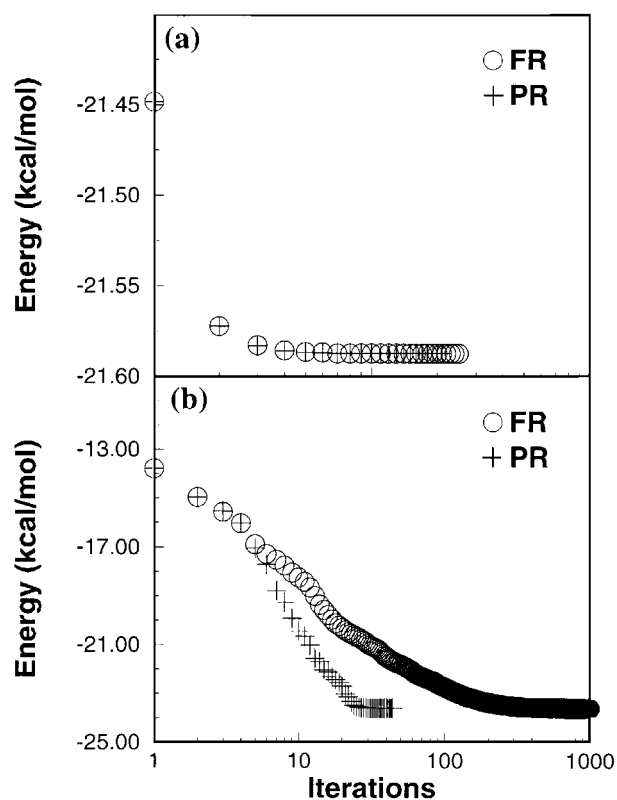 (a)
FR
PR
-21.45
-21.50
-21.55
-21.60
Energy (kcal/mol)
(b)
FR
PR
-13.00
-17.00
-21.00
-25.00
Energy (kcal/mol)
1 10 100 1000
Iterations